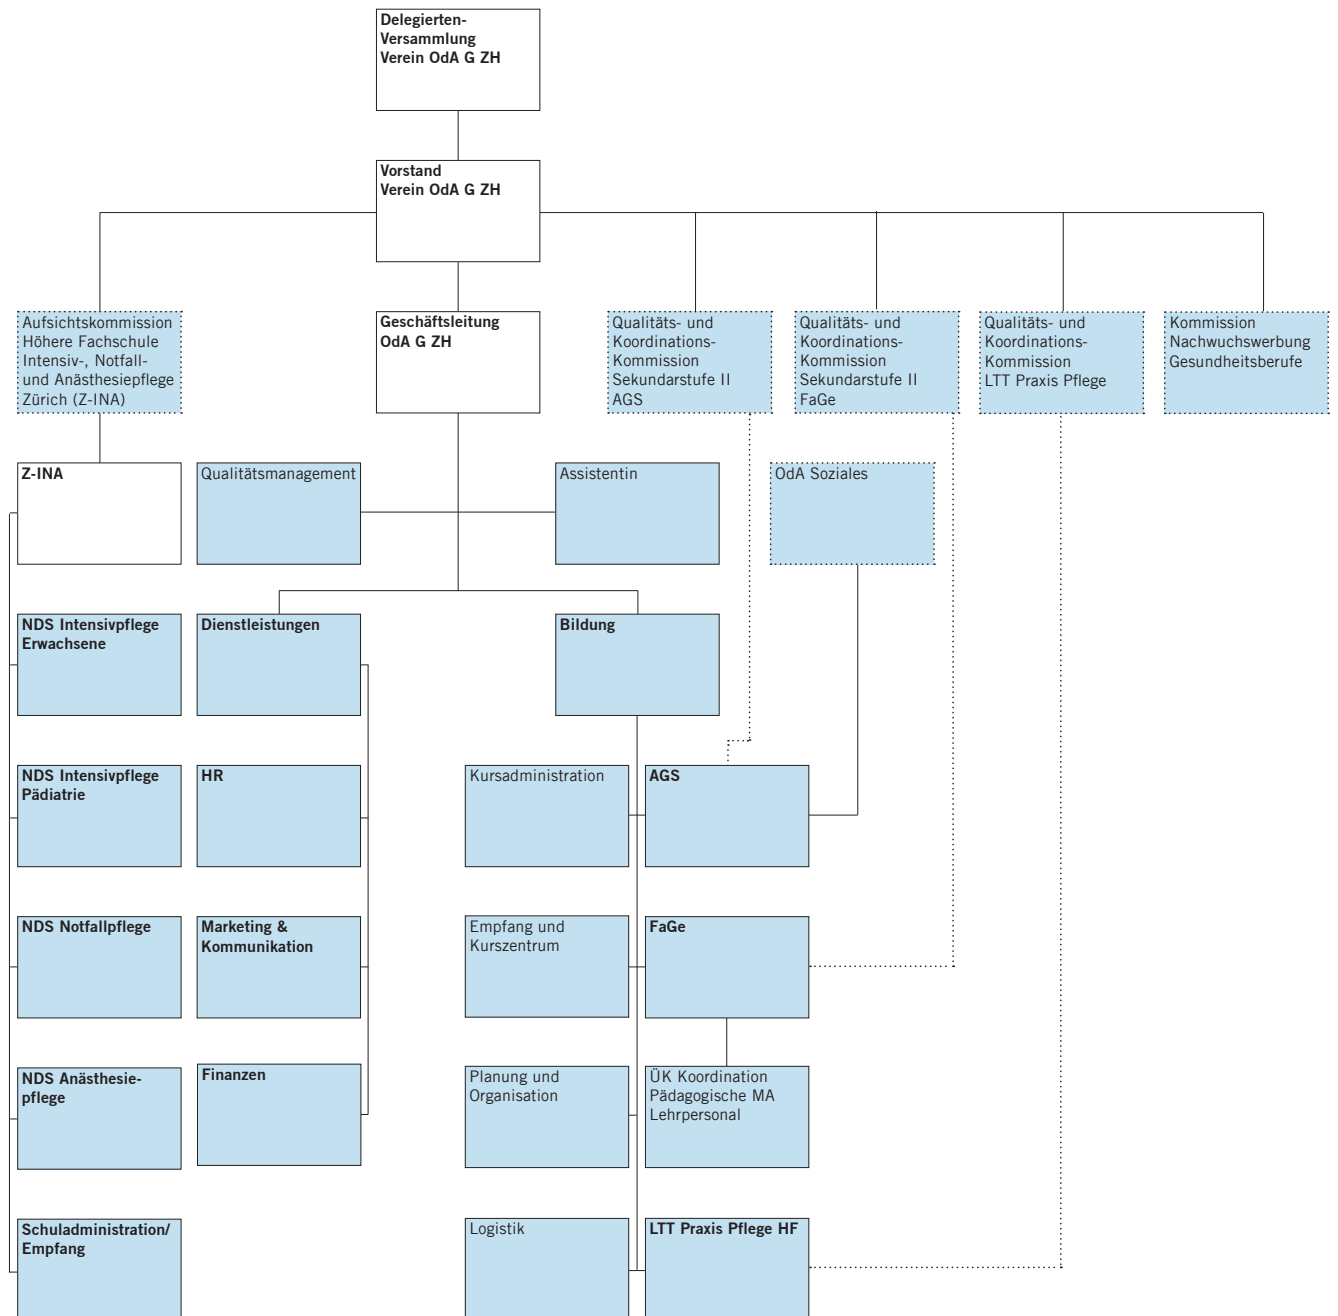 Delegierten-
Versammlung
Verein OdA G ZH
Vorstand
Verein OdA G ZH
Aufsichtskommission
Höhere Fachschule
Intensiv-, Notfall-
und Anästhesiepflege
Zürich (Z-INA)
Geschäftsleitung
OdA G ZH
Qualitäts- und
Koordinations-
Kommission
Sekundarstufe II
AGS
Qualitäts- und
Koordinations-
Kommission
Sekundarstufe II
FaGe
Qualitäts- und
Koordinations-
Kommission
LTT Praxis Pflege
Kommission
Nachwuchswerbung
Gesundheitsberufe
Z-INA
Qualitätsmanagement
Assistentin
OdA Soziales
NDS Intensivpflege
Erwachsene
Dienstleistungen
Bildung
NDS Intensivpflege
Pädiatrie
HR
Kursadministration
AGS
NDS Notfallpflege
Marketing &
Kommunikation
Empfang und
Kurszentrum
FaGe
NDS Anästhesie-
pflege
Finanzen
Planung und
Organisation
ÜK Koordination
Pädagogische MA
Lehrpersonal
Schuladministration/
Empfang
Logistik
LTT Praxis Pflege HF